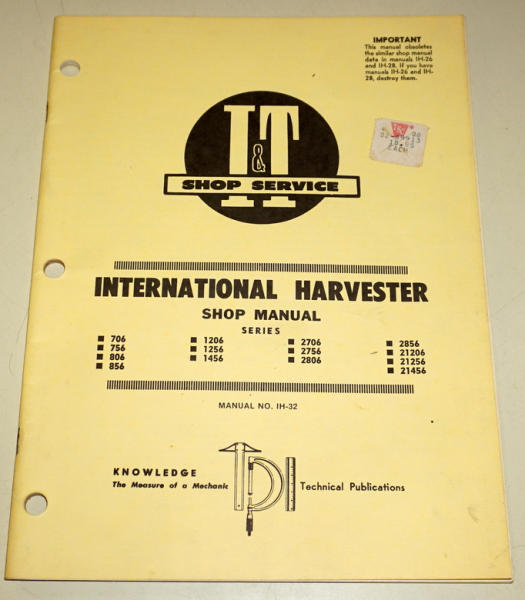 IMPORTANT
This manual obsoletes
the similar shop manual
data in manuals IH-26
and IH-28. If you have
manuals IH-26 and IH-
28, destroy them.
I&T
SHOP SERVICE
EACH
INTERNATIONAL HARVESTER
SHOP MANUAL
SERIES
706 1206 2706 2856
756 1256 2756 21206
806 1456 2806 21256
856 21456
MANUAL NO. IH-32
KNOWLEDGE
The Measure of a Mechanic
Technical Publications